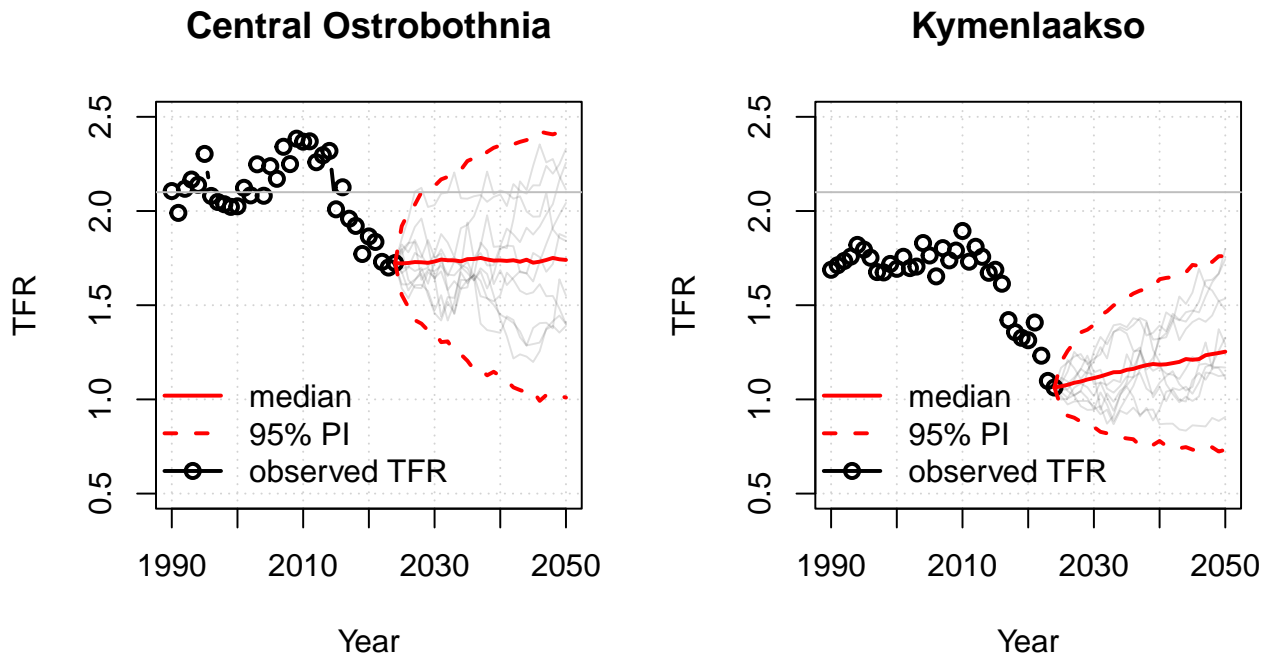 Central Ostrobothnia
TFR
2.5
2.0
1.5
1.0
0.5
median
95% PI
observed TFR
1990 2010 2030 2050
Year
Kymenlaakso
TFR
2.5
2.0
1.5
1.0
0.5
median
95% PI
observed TFR
1990 2010 2030 2050
Year